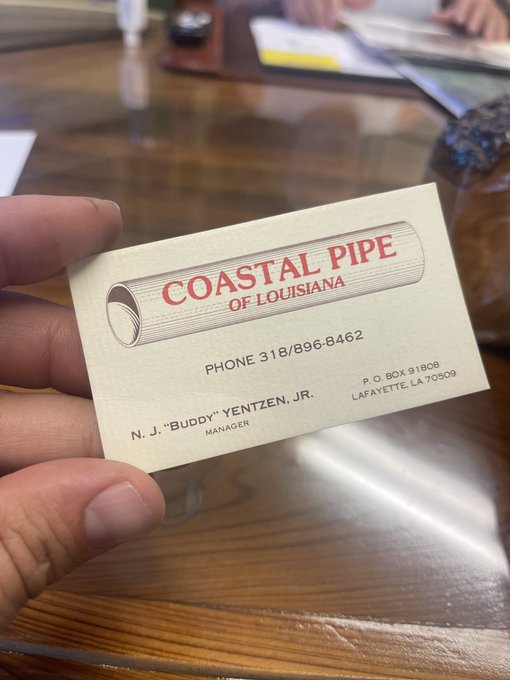 COASTAL PIPE
OF LOUISIANA
PHONE 318/896-8462
N. J. "BUDDY" YENTZEN, JR.
MANAGER
P. O. BOX 91808
LAFAYETTE, LA 70509